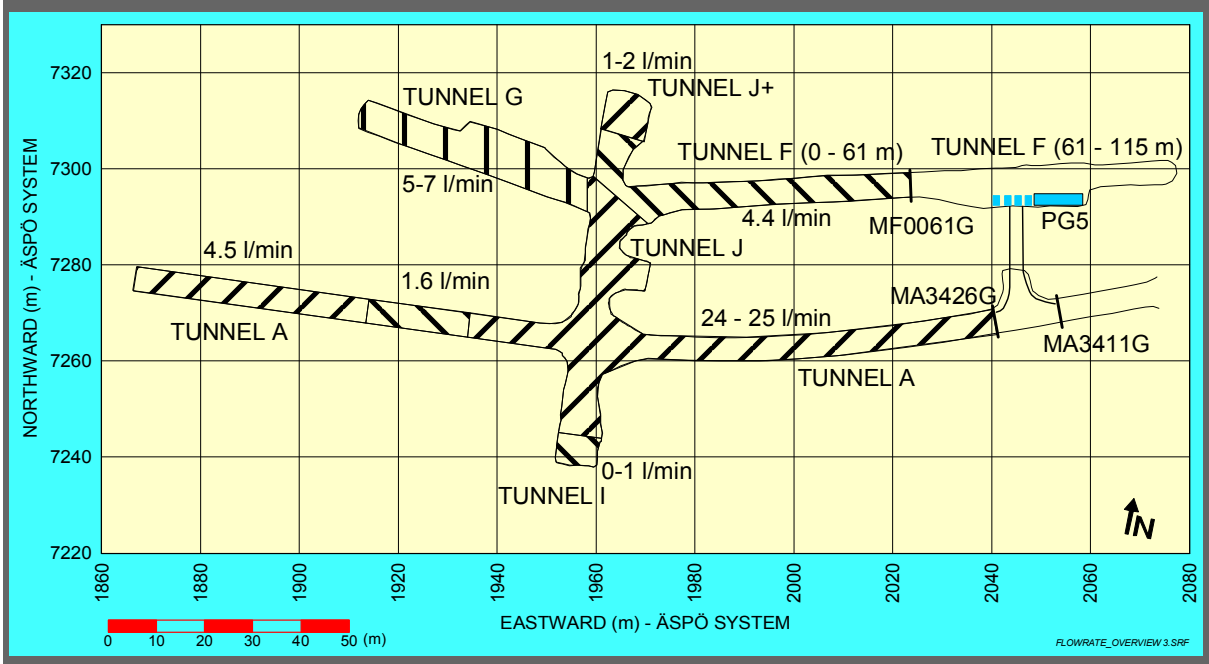 1-2 l/min
7320
TUNNEL J+
TUNNEL G
TUNNEL F (0 - 61 m)
TUNNEL F (61 - 115 m)
7300
5-7 l/min
4.4 l/min
MF0061G
PG5
TUNNEL J
4.5 l/min
7280
1.6 l/min
MA3426G
24 - 25 l/min
TUNNEL A
MA3411G
7260
TUNNEL A
7240
0-1 l/min
TUNNEL I
N
7220
NORTHWARD (m) - ÄSPÖ SYSTEM
1860 1880 1900 1920 1940 1960 1980 2000 2020 2040 2060 2080
EASTWARD (m) - ÄSPÖ SYSTEM
0 10 20 30 40 50 (m)
FLOWRATE_OVERVIEW 3.SRF